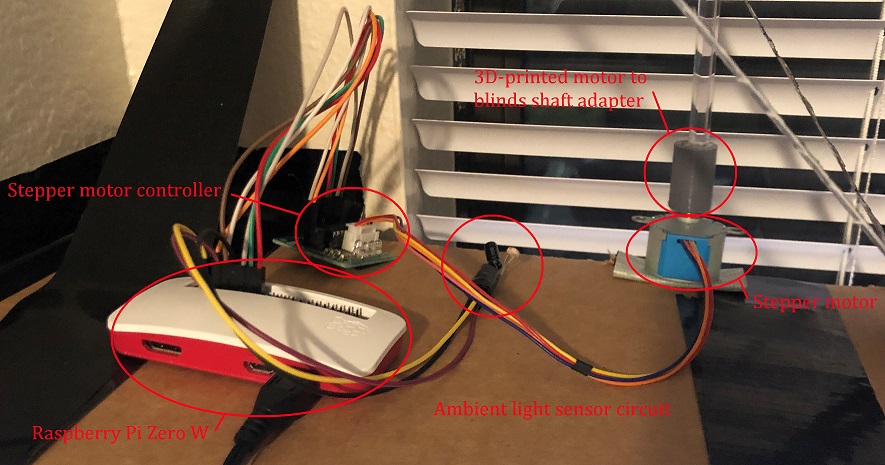 3D-printed motor to
blinds shaft adapter
Stepper motor controller
Stepper motor
Ambient light sensor circuit
Raspberry Pi Zero W